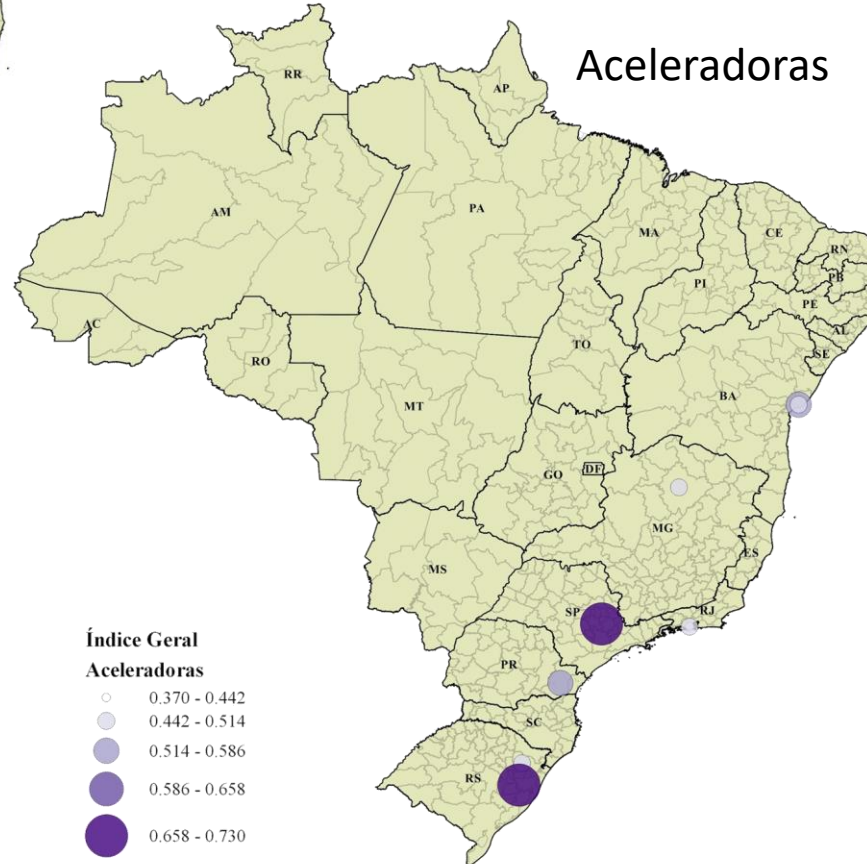 Aceleradoras
RR
AP
AM
PA
MA
CE
RN
PB
PI
PE
AC
AL
TO
SE
RO
BA
MT
GO
DF
MG
ES
MS
SP
RJ
PR
SC
RS
Índice Geral
Aceleradoras
0.370 - 0.442
0.442 - 0.514
0.514 - 0.586
0.586 - 0.658
0.658 - 0.730